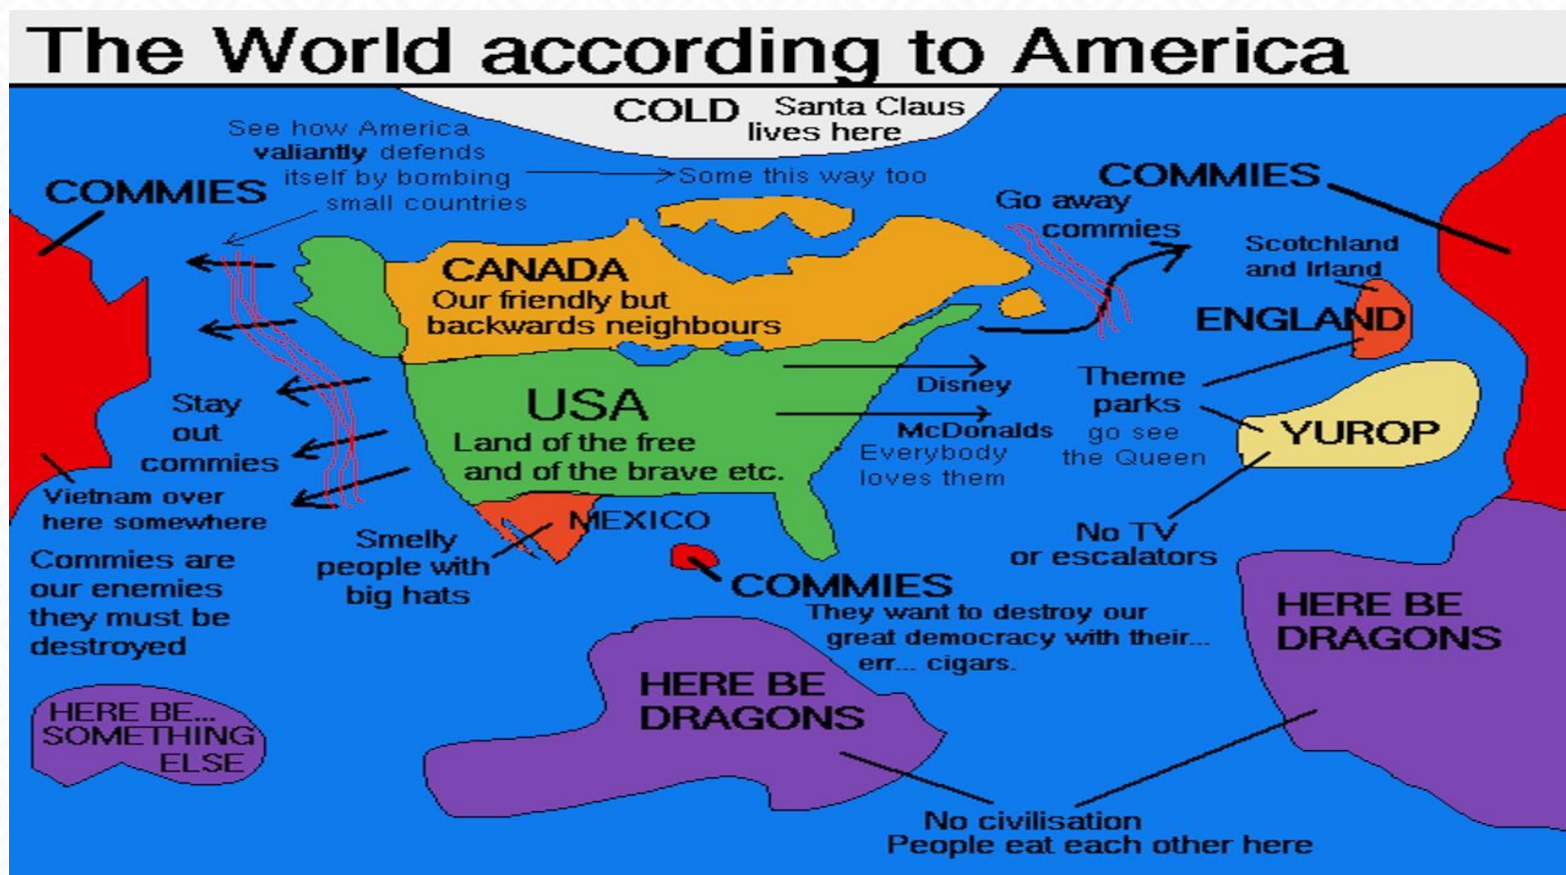 The World according to America
COLD Santa Claus
lives here
See how America
valiantly defends
itself by bombing
small countries
Some this way too
COMMIES
COMMIES
Go away
commies
Scotchland
and Irland
CANADA
Our friendly but
backwards neighbours
ENGLAND
USA
Land of the free
and of the brave etc.
Disney
McDonalds
Everybody
loves them
Theme
parks
go see
the Queen
YUROP
Stay
out
commies
Vietnam over
here somewhere
Commies are
our enemies
they must be
destroyed
Smelly
people with
big hats
MEXICO
No TV
or escalators
COMMIES
They want to destroy our
great democracy with their...
err... cigars.
HERE BE
DRAGONS
HERE BE
DRAGONS
HERE BE...
SOMETHING
ELSE
No civilisation
People eat each other here